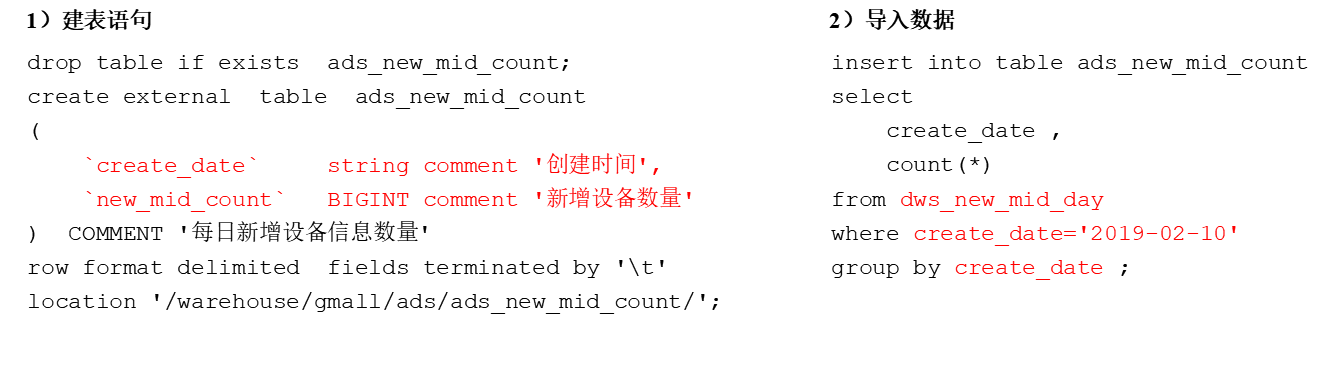 1）建表语句
drop table if exists  ads_new_mid_count;
create external  table  ads_new_mid_count
(
    `create_date`     string comment '创建时间',
    `new_mid_count`   BIGINT comment '新增设备数量'
)  COMMENT '每日新增设备信息数量'
row format delimited  fields terminated by '\t'
location '/warehouse/gmall/ads/ads_new_mid_count/';
2）导入数据
insert into table ads_new_mid_count
select
    create_date ,
    count(*)
from dws_new_mid_day
where create_date='2019-02-10'
group by create_date ;